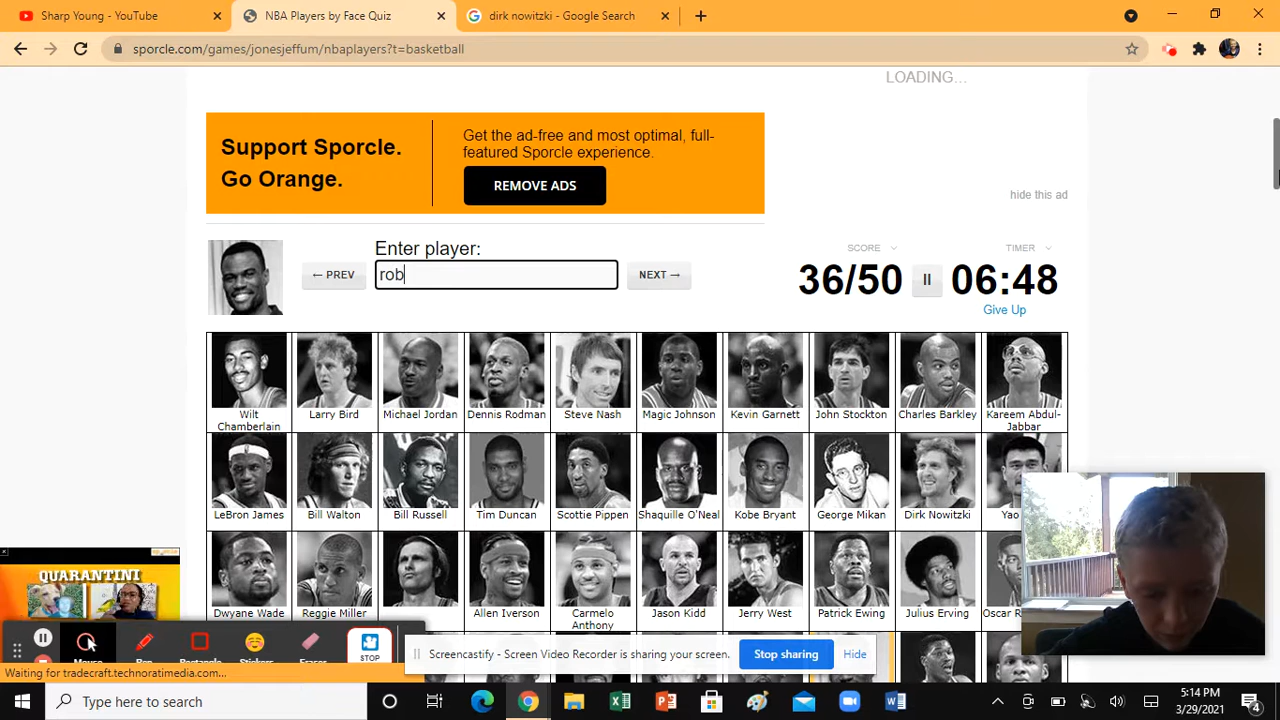 Sharp Young - YouTube
NBA Players by Face Quiz
dirk nowitzki - Google Search
sporcle.com/games/jonesjeffum/nbaplayers?t=basketball
LOADING...
Support Sporcle.
Go Orange.
Get the ad-free and most optimal, full-
featured Sporcle experience.
REMOVE ADS
hide this ad
Enter player:
← PREV
rob
NEXT →
SCORE
36/50
TIMER
06:48
Give Up
Wilt
Chamberlain
Larry Bird
Michael Jordan
Dennis Rodman
Steve Nash
Magic Johnson
Kevin Garnett
John Stockton
Charles Barkley
Kareem Abdul-
Jabbar
LeBron James
Bill Walton
Bill Russell
Tim Duncan
Scottie Pippen
Shaquille O'Neal
Kobe Bryant
George Mikan
Dirk Nowitzki
Yao
Dwyane Wade
Reggie Miller
Allen Iverson
Carmelo
Anthony
Jason Kidd
Jerry West
Patrick Ewing
Julius Erving
Oscar R
QUARANTINI
Mouse
Pen
Rectangle
Stickers
Eraser
STOP
Screencastify - Screen Video Recorder is sharing your screen.
Stop sharing
Hide
Waiting for tradecraft.technoratimedia.com...
Type here to search
5:14 PM
3/29/2021
4